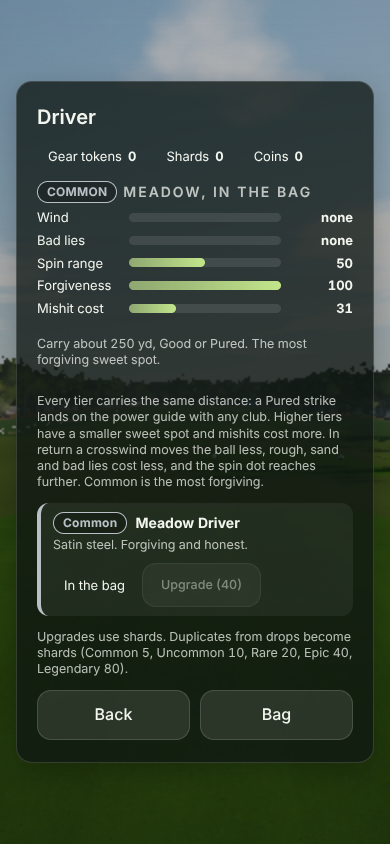 Driver
Gear tokens 0 Shards 0 Coins 0
COMMON MEADOW, IN THE BAG
Wind none
Bad lies none
Spin range 50
Forgiveness 100
Mishit cost 31
Carry about 250 yd, Good or Pured. The most
forgiving sweet spot.
Every tier carries the same distance: a Pured strike
lands on the power guide with any club. Higher tiers
have a smaller sweet spot and mishits cost more. In
return a crosswind moves the ball less, rough, sand
and bad lies cost less, and the spin dot reaches
further. Common is the most forgiving.
Common Meadow Driver
Satin steel. Forgiving and honest.
In the bag Upgrade (40)
Upgrades use shards. Duplicates from drops become
shards (Common 5, Uncommon 10, Rare 20, Epic 40,
Legendary 80).
Back Bag